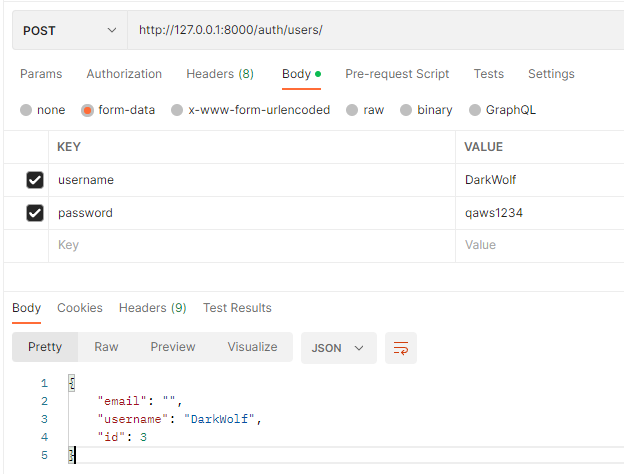 POST http://127.0.0.1:8000/auth/users/
Params Authorization Headers (8) Body Pre-request Script Tests Settings
none form-data x-www-form-urlencoded raw binary GraphQL
KEY VALUE
username DarkWolf
password qaws1234
Key Value
Body Cookies Headers (9) Test Results
Pretty Raw Preview Visualize JSON
1 {
2 "email": "",
3 "username": "DarkWolf",
4 "id": 3
5 }